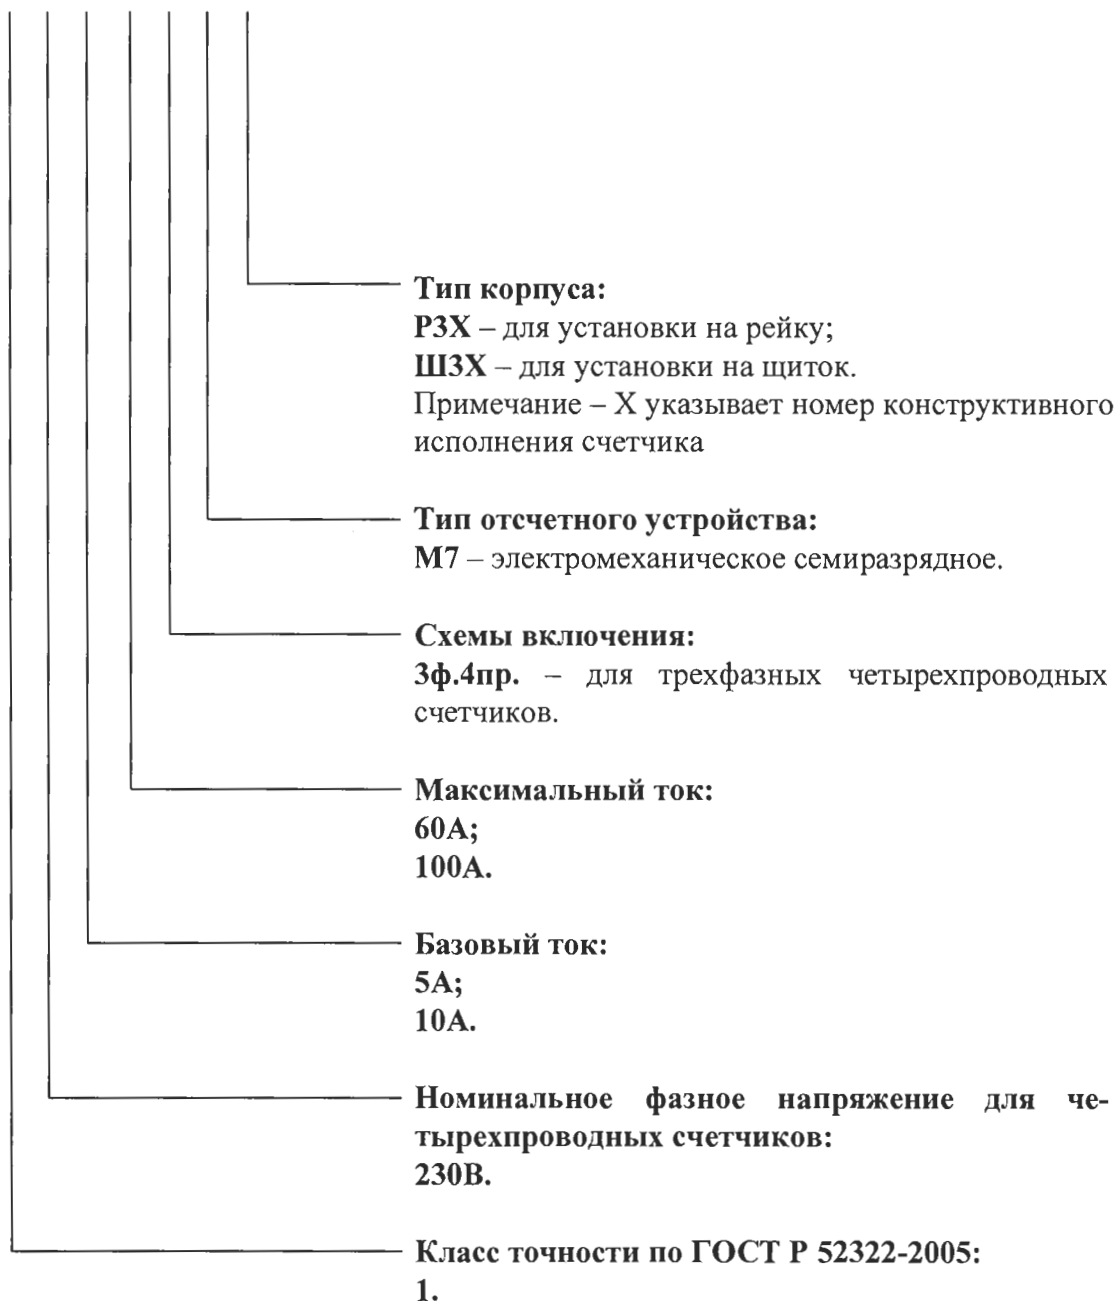 Тип корпуса:
Р3Х – для установки на рейку;
Ш3Х – для установки на щиток.
Примечание – Х указывает номер конструктивного
исполнения счетчика
Тип отсчетного устройства:
М7 – электромеханическое семиразрядное.
Схемы включения:
3ф.4пр. – для трехфазных четырехпроводных
счетчиков.
Максимальный ток:
60А;
100А.
Базовый ток:
5А;
10А.
Номинальное фазное напряжение для че-
тырехпроводных счетчиков:
230В.
Класс точности по ГОСТ Р 52322-2005:
1.